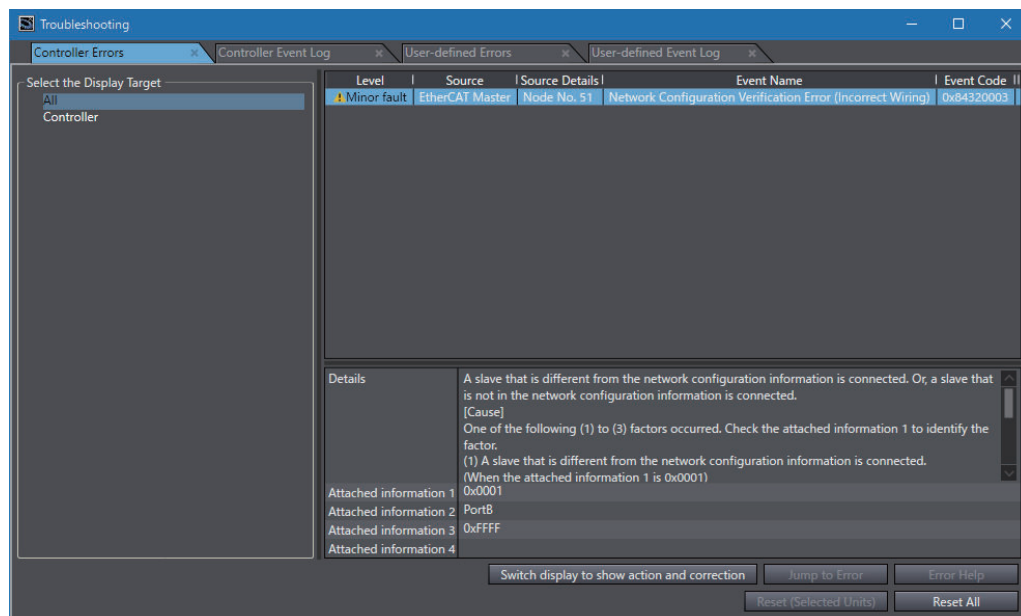 Troubleshooting
Controller Errors
Controller Event Log
User-defined Errors
User-defined Event Log
Select the Display Target
All
Controller
Level Source Source Details Event Name Event Code
Minor fault EtherCAT Master Node No. 51 Network Configuration Verification Error (Incorrect Wiring) 0x84320003
Details
A slave that is different from the network configuration information is connected. Or, a slave that
is not in the network configuration information is connected.
[Cause]
One of the following (1) to (3) factors occurred. Check the attached information 1 to identify the
factor.
(1) A slave that is different from the network configuration information is connected.
(When the attached information 1 is 0x0001)
Attached information 1 0x0001
Attached information 2 PortB
Attached information 3 0xFFFF
Attached information 4
Switch display to show action and correction
Jump to Error
Error Help
Reset (Selected Units)
Reset All